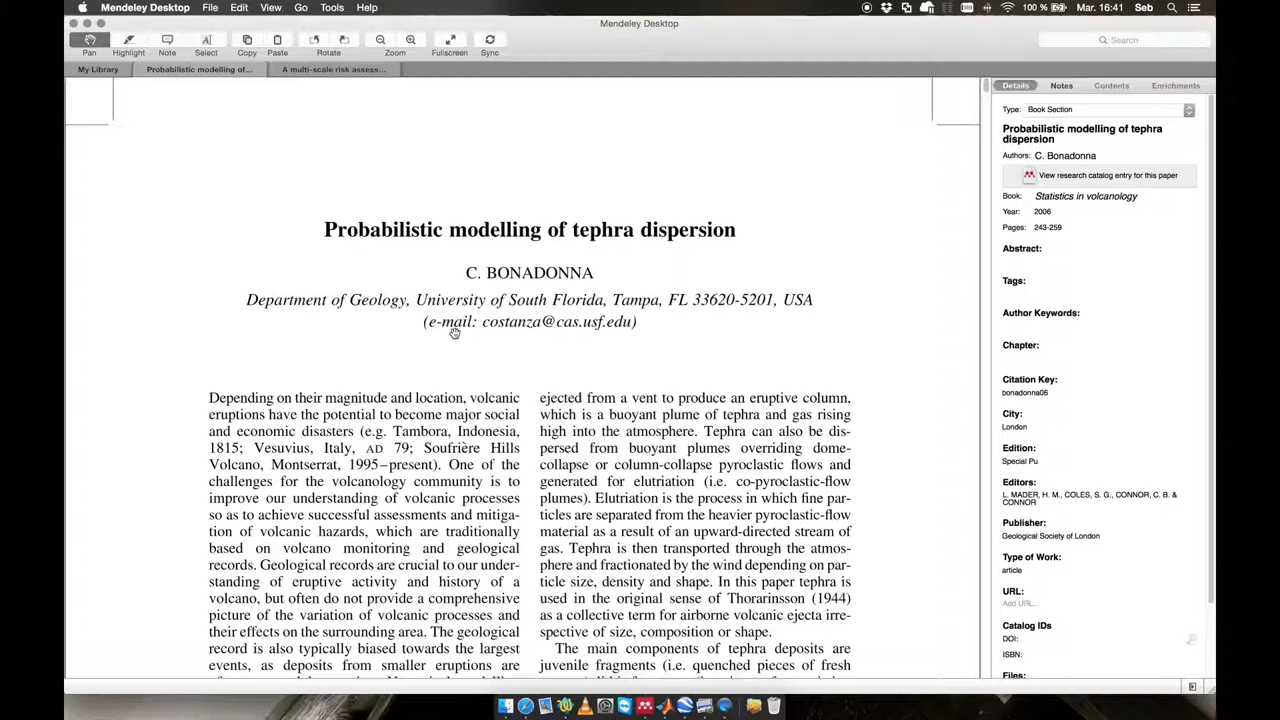 Mendeley Desktop File Edit View Go Tools Help 100 % Mar. 16:41 Seb
Mendeley Desktop
Pan Highlight Note Select Copy Paste Rotate Zoom Fullscreen Sync Search
My Library Probabilistic modelling of... A multi-scale risk assess...
Probabilistic modelling of tephra dispersion
C. BONADONNA
Department of Geology, University of South Florida, Tampa, FL 33620-5201, USA
(e-mail: costanza@cas.usf.edu)
Depending on their magnitude and location, volcanic
eruptions have the potential to become major social
and economic disasters (e.g. Tambora, Indonesia,
1815; Vesuvius, Italy, AD 79; Soufrière Hills
Volcano, Montserrat, 1995–present). One of the
challenges for the volcanology community is to
improve our understanding of volcanic processes
so as to achieve successful assessments and mitiga-
tion of volcanic hazards, which are traditionally
based on volcano monitoring and geological
records. Geological records are crucial to our under-
standing of eruptive activity and history of a
volcano, but often do not provide a comprehensive
picture of the variation of volcanic processes and
their effects on the surrounding area. The geological
record is also typically biased towards the largest
events, as deposits from smaller eruptions are
ejected from a vent to produce an eruptive column,
which is a buoyant plume of tephra and gas rising
high into the atmosphere. Tephra can also be dis-
persed from buoyant plumes overriding dome-
collapse or column-collapse pyroclastic flows and
generated for elutriation (i.e. co-pyroclastic-flow
plumes). Elutriation is the process in which fine par-
ticles are separated from the heavier pyroclastic-flow
material as a result of an upward-directed stream of
gas. Tephra is then transported through the atmos-
phere and fractionated by the wind depending on par-
ticle size, density and shape. In this paper tephra is
used in the original sense of Thorarinsson (1944)
as a collective term for airborne volcanic ejecta irre-
spective of size, composition or shape.
The main components of tephra deposits are
juvenile fragments (i.e. quenched pieces of fresh
Details Notes Contents Enrichments
Type: Book Section
Probabilistic modelling of tephra
dispersion
Authors: C. Bonadonna
View research catalog entry for this paper
Book: Statistics in volcanology
Year: 2006
Pages: 243-259
Abstract:
Tags:
Author Keywords:
Chapter:
Citation Key:
bonadonna06
City:
London
Edition:
Special Pu
Editors:
L. MADER, H. M., COLES, S. G., CONNOR, C. B. &
CONNOR
Publisher:
Geological Society of London
Type of Work:
article
URL:
Add URL...
Catalog IDs
DOI:
ISBN:
Files: